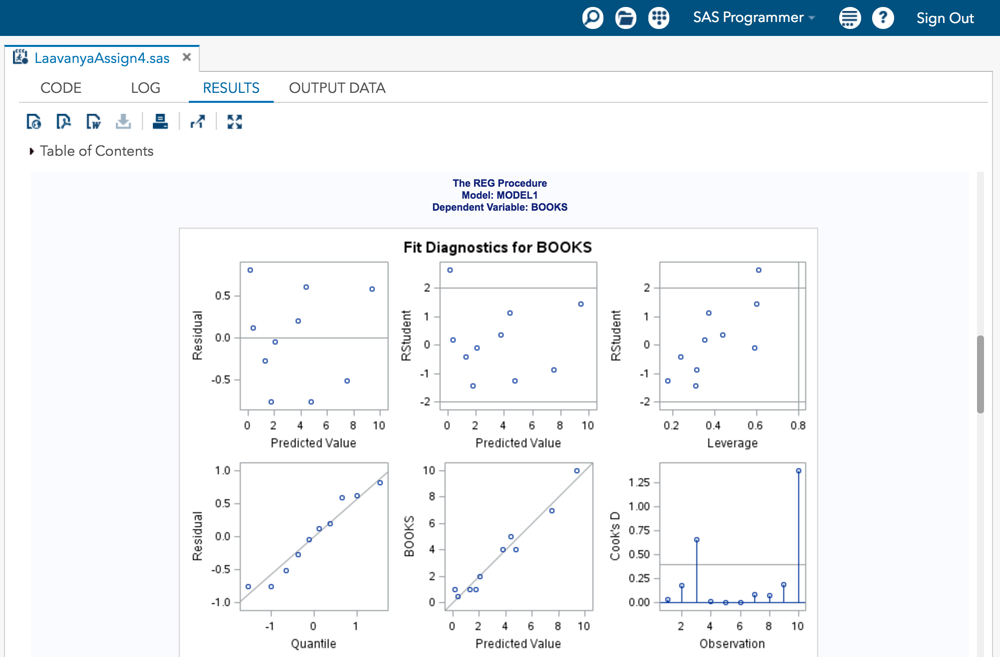 SAS Programmer
Sign Out
LaavanyaAssign4.sas
CODE LOG RESULTS OUTPUT DATA
Table of Contents
The REG Procedure
Model: MODEL1
Dependent Variable: BOOKS
Fit Diagnostics for BOOKS
Residual
0.5
0.0
-0.5
0 2 4 6 8 10
Predicted Value
RStudent
2
1
0
-1
-2
0 2 4 6 8 10
Predicted Value
RStudent
2
1
0
-1
-2
0.2 0.4 0.6 0.8
Leverage
Residual
1.0
0.5
0.0
-0.5
-1.0
-1 0 1
Quantile
BOOKS
10
8
6
4
2
0
0 2 4 6 8 10
Predicted Value
Cook's D
1.25
1.00
0.75
0.50
0.25
0.00
2 4 6 8 10
Observation